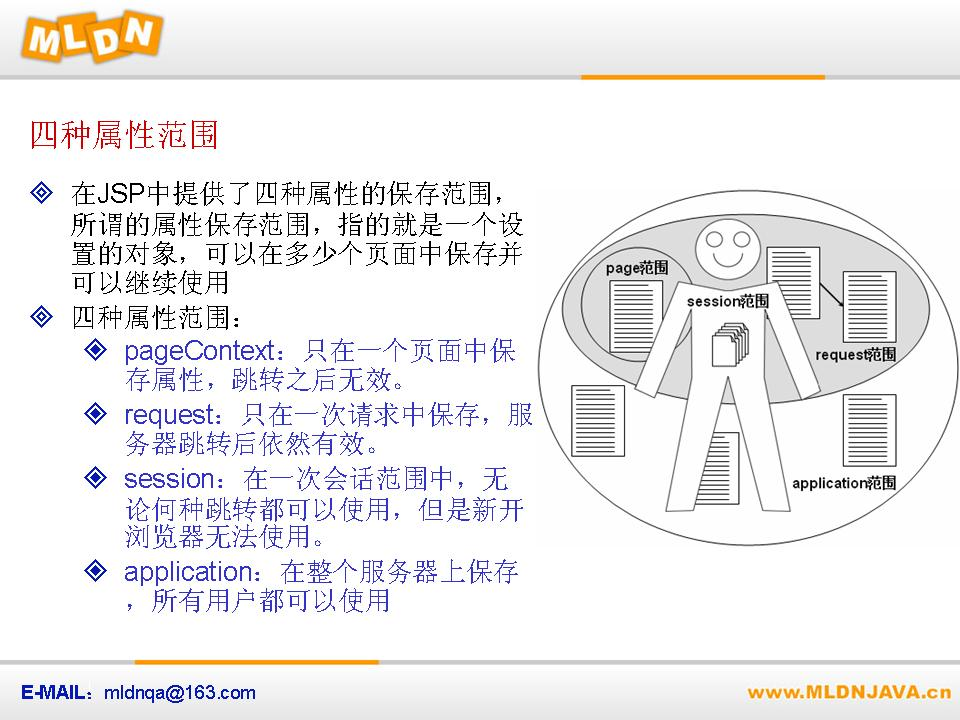 MLDN
四种属性范围
在JSP中提供了四种属性的保存范围，
所谓的属性保存范围，指的就是一个设
置的对象，可以在多少个页面中保存并
可以继续使用
四种属性范围：
pageContext：只在一个页面中保
存属性，跳转之后无效。
request：只在一次请求中保存，服
务器跳转后依然有效。
session：在一次会话范围中，无
论何种跳转都可以使用，但是新开
浏览器无法使用。
application：在整个服务器上保存
，所有用户都可以使用
page范围
session范围
request范围
application范围
E-MAIL：mldnqa@163.com
www.MLDNJAVA.cn